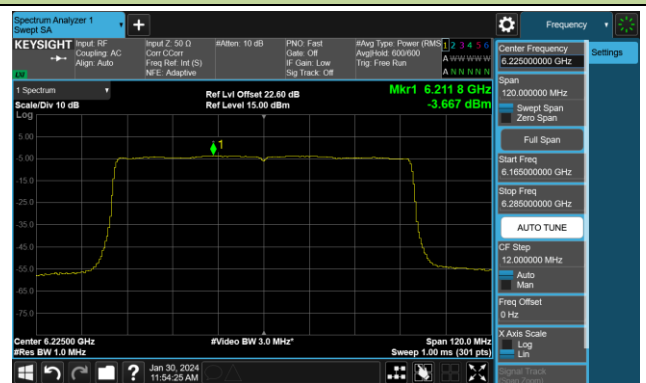 Spectrum Analyzer 1
Swept SA
Frequency
KEYSIGHT
Input: RF
Coupling: AC
Align: Auto
Input Z: 50 Ω
Corr CCorr
Freq Ref: Int (S)
NFE: Adaptive
#Atten: 10 dB
PNO: Fast
Gate: Off
IF Gain: Low
Sig Track: Off
#Avg Type: Power (RMS
Avg|Hold: 600/600
Trig: Free Run
1 2 3 4 5 6
A W W W W W
A N N N N N
LW
1 Spectrum
Scale/Div 10 dB
Log
Ref Lvl Offset 22.60 dB
Ref Level 15.00 dBm
Mkr1 6.211 8 GHz
-3.667 dBm
1
5.00
-5.00
-15.0
-25.0
-35.0
-45.0
-55.0
-65.0
-75.0
Center 6.22500 GHz
#Res BW 1.0 MHz
#Video BW 3.0 MHz*
Span 120.0 MHz
Sweep 1.00 ms (301 pts)
Center Frequency
6.225000000 GHz
Settings
Span
120.000000 MHz
Swept Span
Zero Span
Full Span
Start Freq
6.165000000 GHz
Stop Freq
6.285000000 GHz
AUTO TUNE
CF Step
12.000000 MHz
Auto
Man
Freq Offset
0 Hz
X Axis Scale
Log
Lin
Signal Track
(Span Zoom)
?
Jan 30, 2024
11:54:25 AM